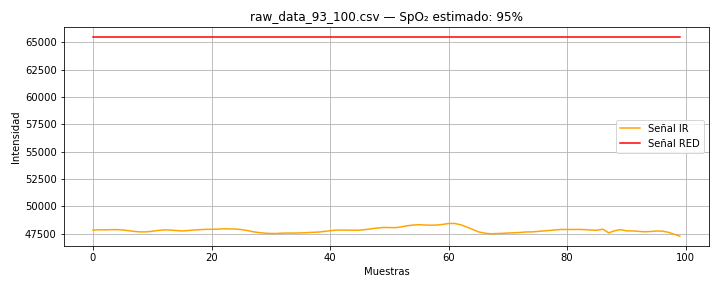 raw_data_93_100.csv — SpO₂ estimado: 95%
65000
62500
60000
57500
55000
52500
50000
47500
Intensidad
Señal IR
Señal RED
0
20
40
60
80
100
Muestras